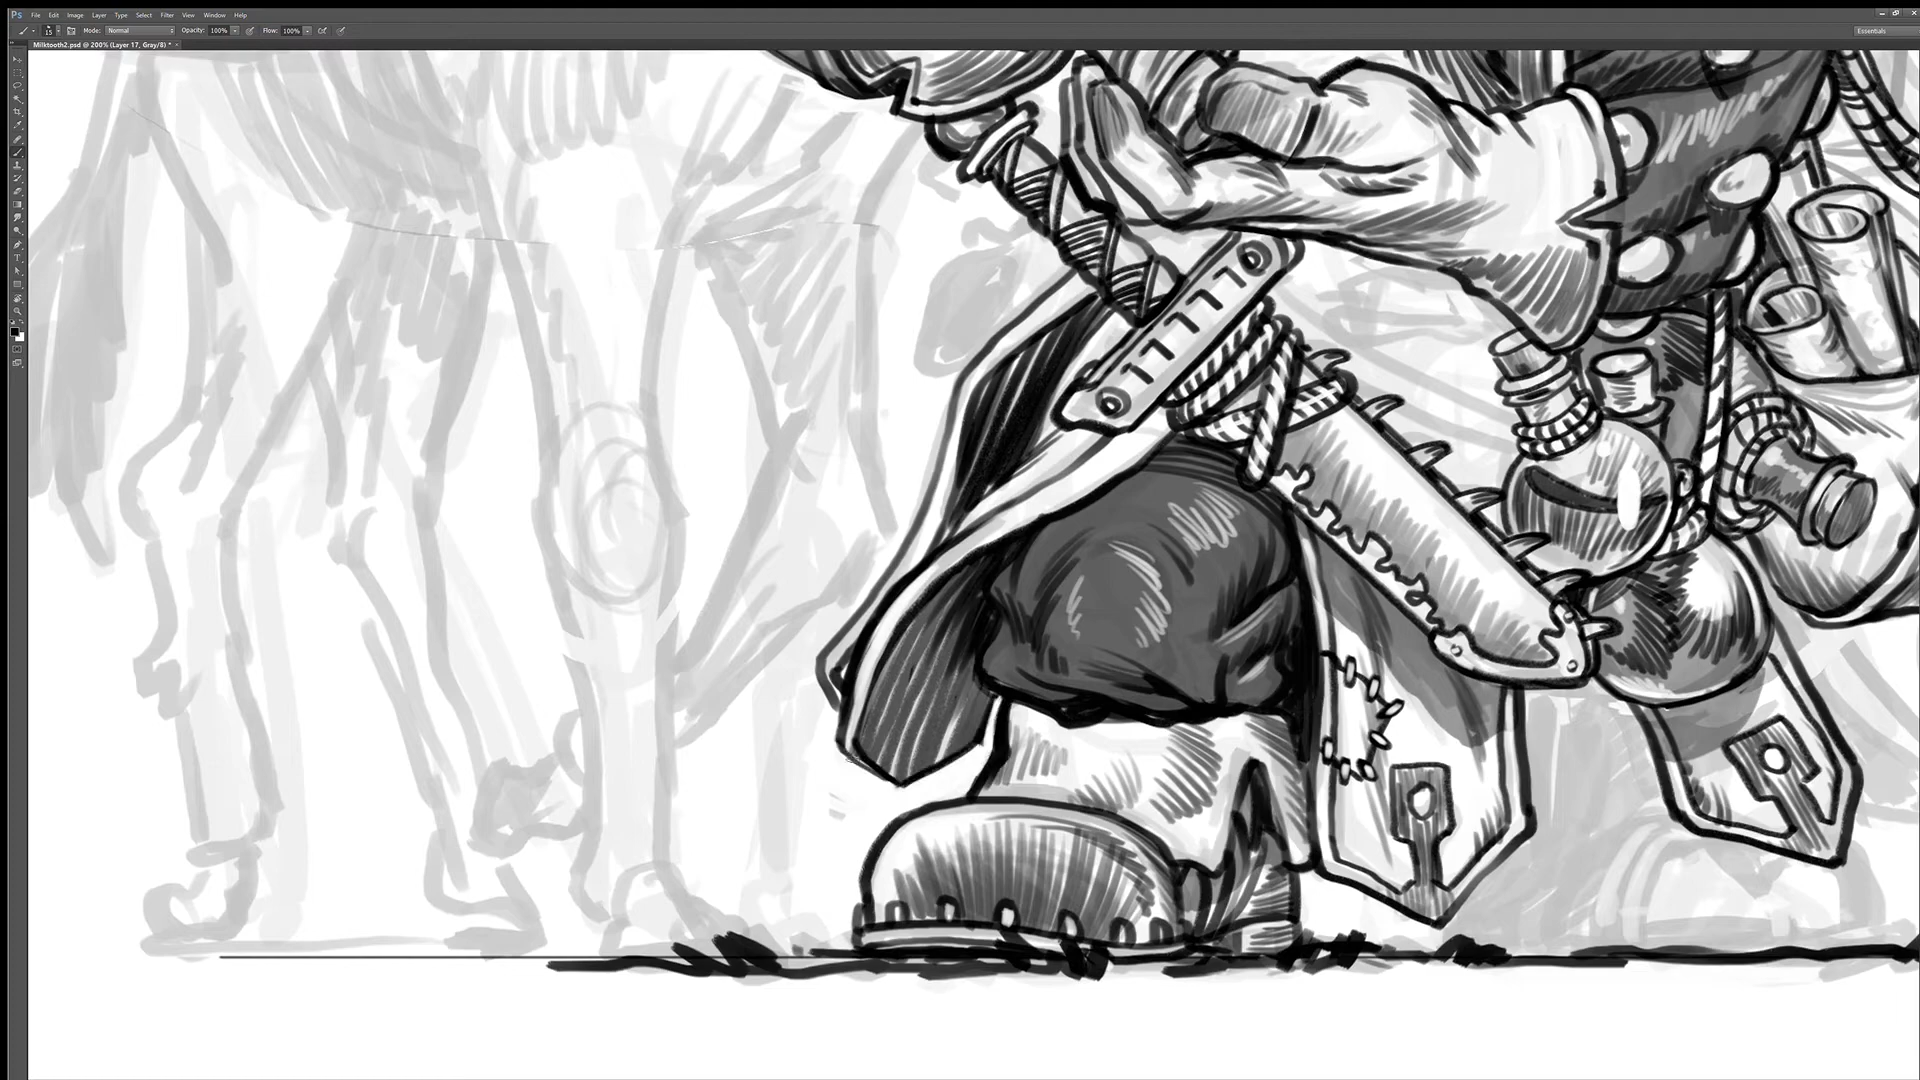 Ps File Edit Image Layer Type Select Filter View Window Help
15 Mode: Normal Opacity: 100% Flow: 100% Essentials
Milktooth2.psd @ 200% (Layer 17, Gray/8) * ×
T